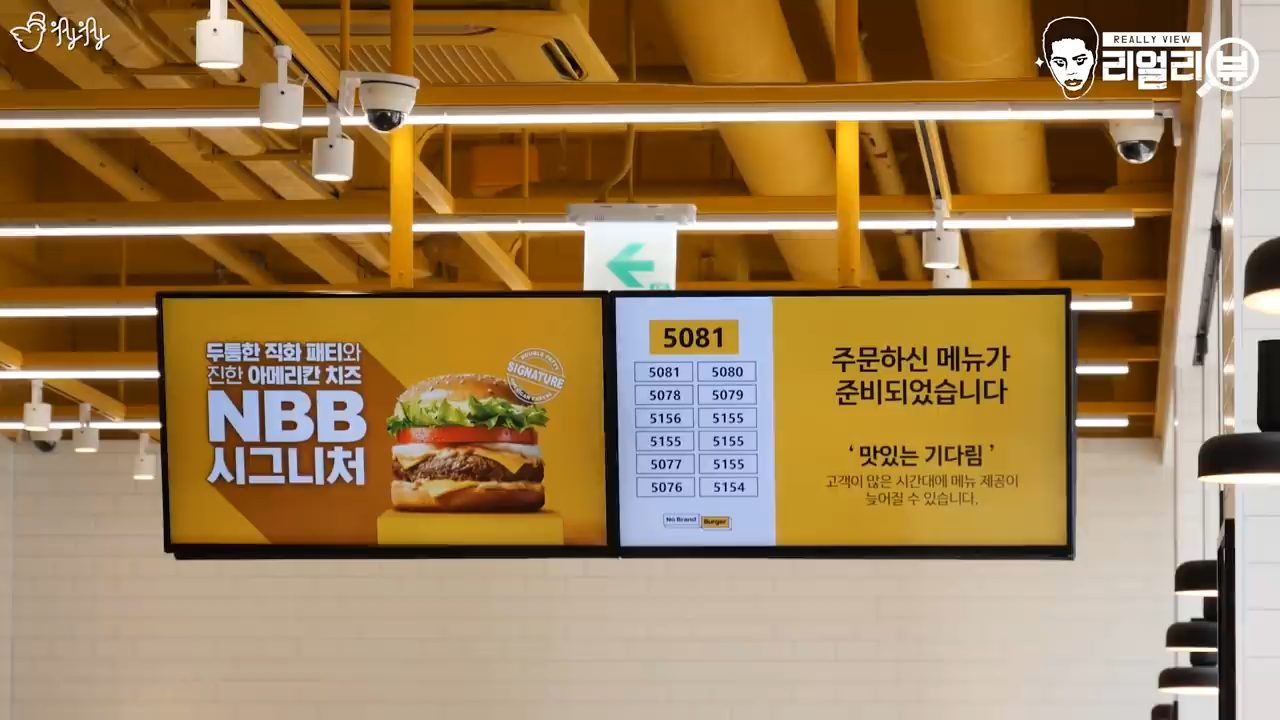 REALLY VIEW
리얼리뷰
두툼한 직화 패티와
진한 아메리칸 치즈
NBB
시그니처
DOUBLE PATTY
SIGNATURE
5081
5081 5080
5078 5079
5156 5155
5155 5155
5077 5155
5076 5154
No Brand Burger
주문하신 메뉴가
준비되었습니다
‘ 맛있는 기다림 ’
고객이 많은 시간대에 메뉴 제공이
늦어질 수 있습니다.